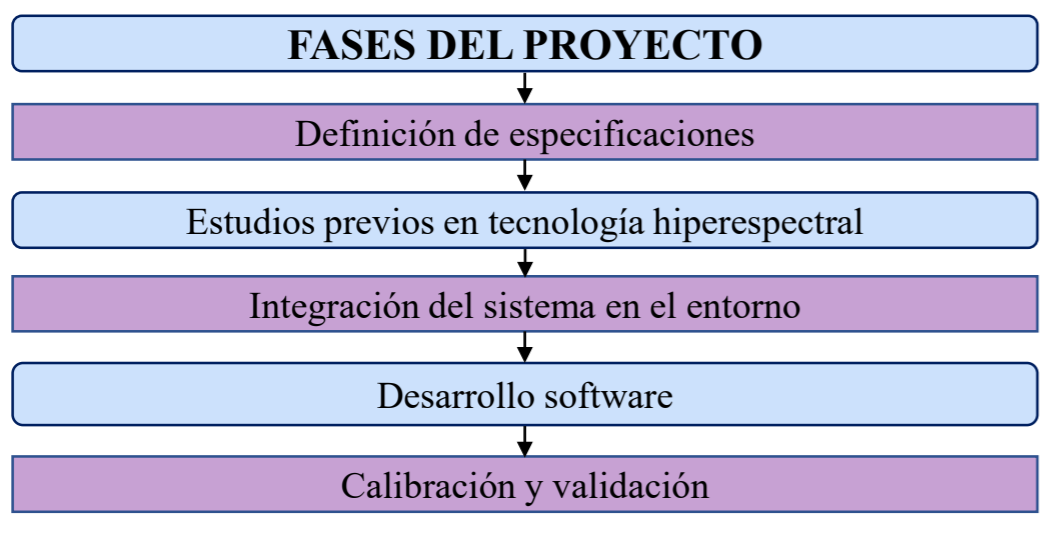 FASES DEL PROYECTO
Definición de especificaciones
Estudios previos en tecnología hiperespectral
Integración del sistema en el entorno
Desarrollo software
Calibración y validación